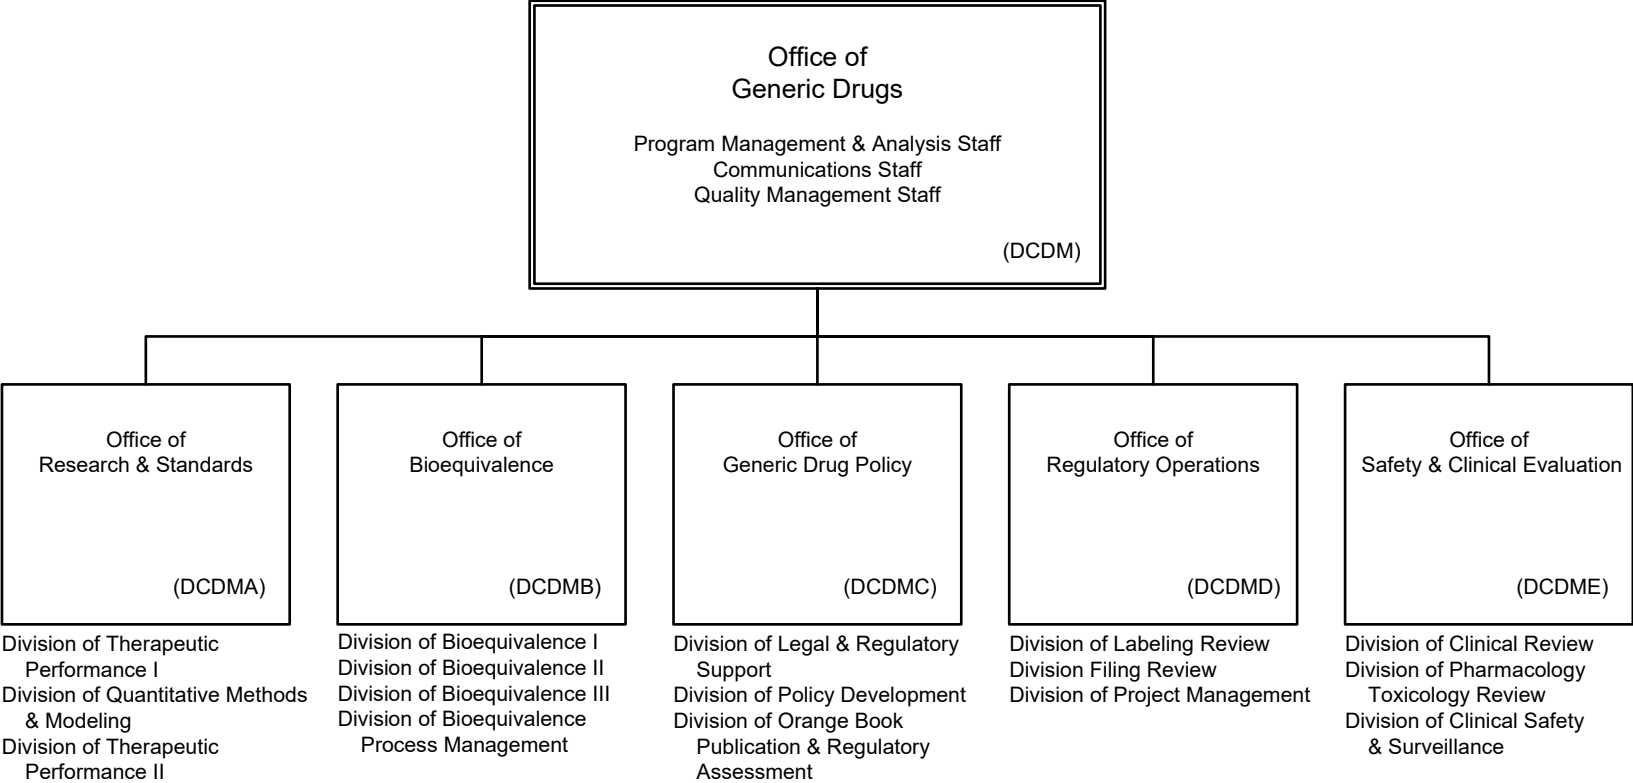 Office of
Generic Drugs
Program Management & Analysis Staff
Communications Staff
Quality Management Staff
(DCDM)
Office of
Research & Standards
(DCDMA)
Division of Therapeutic
Performance I
Division of Quantitative Methods
& Modeling
Division of Therapeutic
Performance II
Office of
Bioequivalence
(DCDMB)
Division of Bioequivalence I
Division of Bioequivalence II
Division of Bioequivalence III
Division of Bioequivalence
Process Management
Office of
Generic Drug Policy
(DCDMC)
Division of Legal & Regulatory
Support
Division of Policy Development
Division of Orange Book
Publication & Regulatory
Assessment
Office of
Regulatory Operations
(DCDMD)
Division of Labeling Review
Division Filing Review
Division of Project Management
Office of
Safety & Clinical Evaluation
(DCDME)
Division of Clinical Review
Division of Pharmacology
Toxicology Review
Division of Clinical Safety
& Surveillance